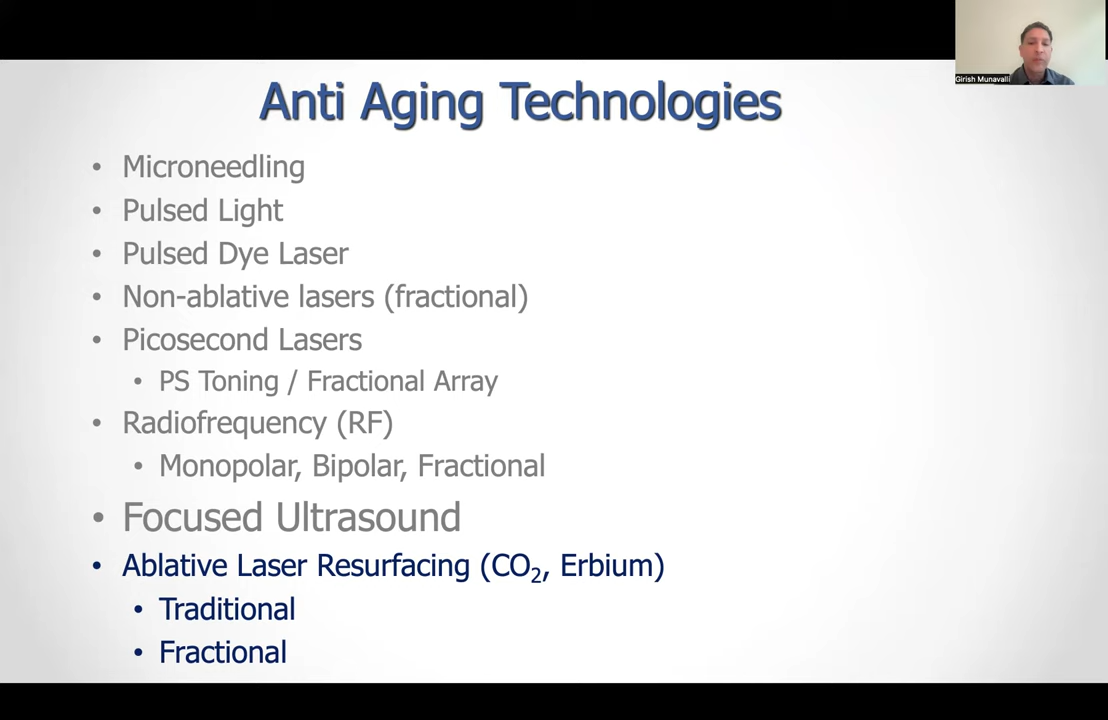 Girish Munavalli
Anti Aging Technologies
• Microneedling
• Pulsed Light
• Pulsed Dye Laser
• Non-ablative lasers (fractional)
• Picosecond Lasers
• PS Toning / Fractional Array
• Radiofrequency (RF)
• Monopolar, Bipolar, Fractional
• Focused Ultrasound
• Ablative Laser Resurfacing (CO₂, Erbium)
• Traditional
• Fractional